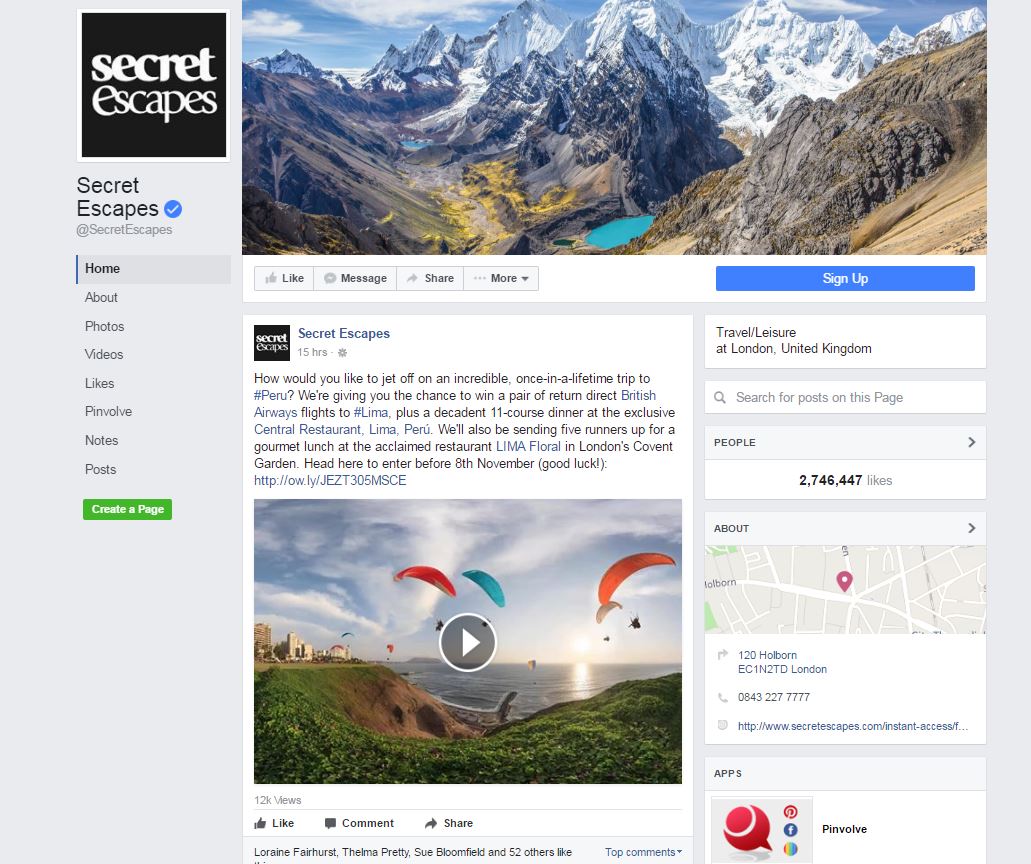 secret
escapes
Secret
Escapes
@SecretEscapes
Home
About
Photos
Videos
Likes
Pinvolve
Notes
Posts
Create a Page
Like
Message
Share
More
Sign Up
secret
escapes
Secret Escapes
15 hrs ·
How would you like to jet off on an incredible, once-in-a-lifetime trip to
#Peru? We're giving you the chance to win a pair of return direct British
Airways flights to #Lima, plus a decadent 11-course dinner at the exclusive
Central Restaurant, Lima, Perú. We'll also be sending five runners up for a
gourmet lunch at the acclaimed restaurant LIMA Floral in London's Covent
Garden. Head here to enter before 8th November (good luck!):
http://ow.ly/JEZT305MSCE
12k Views
Like
Comment
Share
Loraine Fairhurst, Thelma Pretty, Sue Bloomfield and 52 others like
Top comments
Travel/Leisure
at London, United Kingdom
Search for posts on this Page
PEOPLE
2,746,447 likes
ABOUT
Holborn
120 Holborn
EC1N2TD London
0843 227 7777
http://www.secretescapes.com/instant-access/f...
APPS
Pinvolve